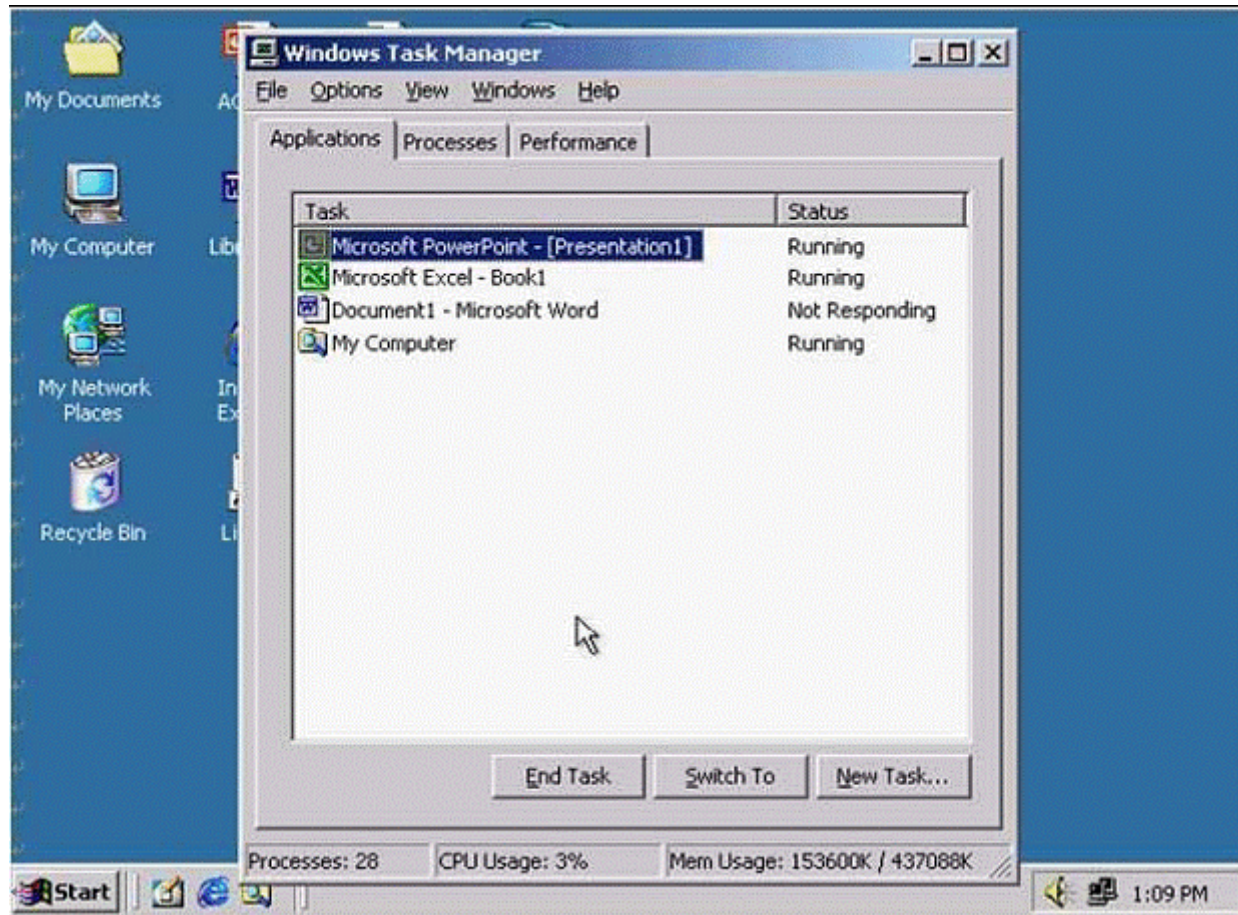 Windows Task Manager
File Options View Windows Help
Applications Processes Performance
Task Status
Microsoft PowerPoint - [Presentation1] Running
Microsoft Excel - Book1 Running
Document1 - Microsoft Word Not Responding
My Computer Running
End Task Switch To New Task...
Processes: 28 CPU Usage: 3% Mem Usage: 153600K / 437088K
My Documents
My Computer
My Network
Places
Recycle Bin
Start 1:09 PM